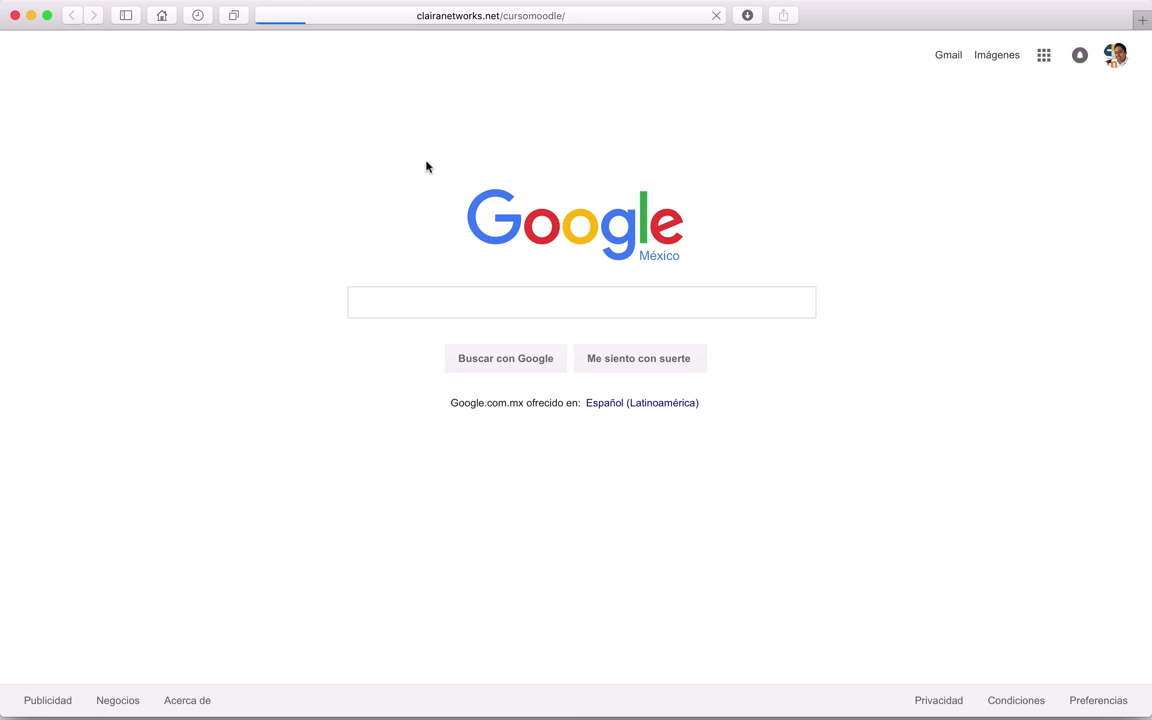 clairanetworks.net/cursomoodle/
Gmail Imágenes
Google
México
Buscar con Google Me siento con suerte
Google.com.mx ofrecido en: Español (Latinoamérica)
Publicidad Negocios Acerca de Privacidad Condiciones Preferencias